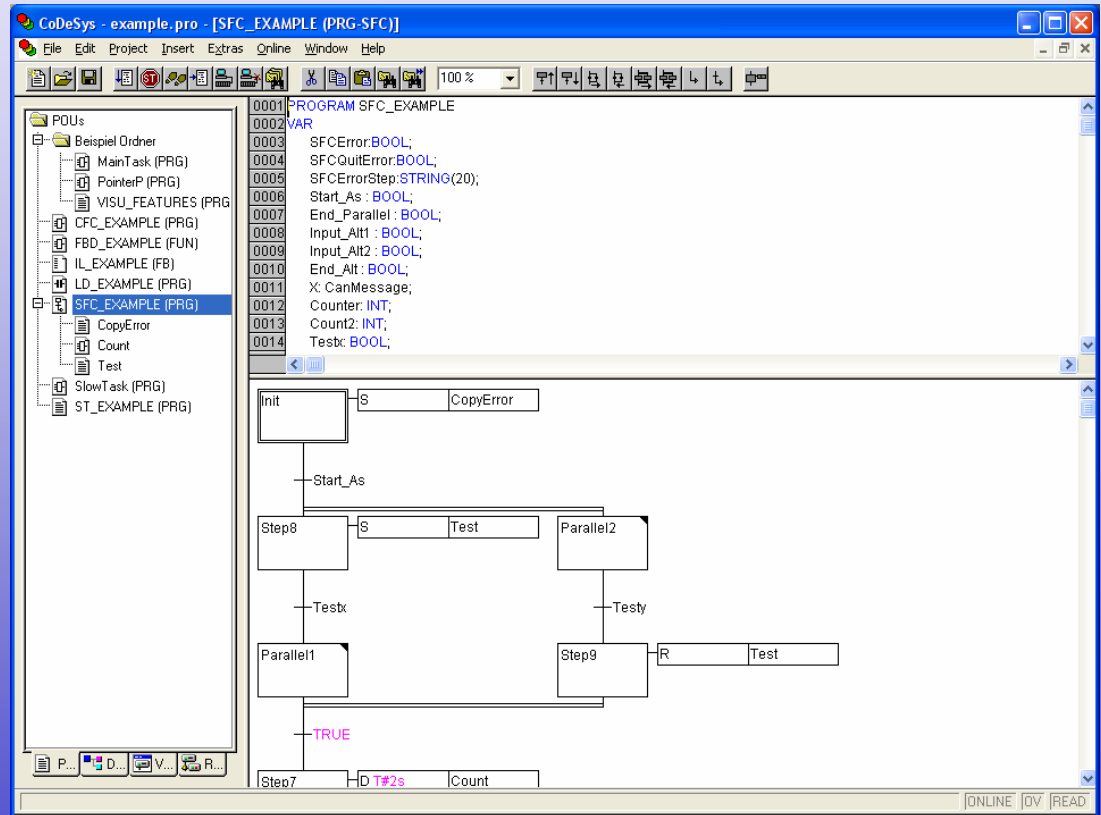 CoDeSys - example.pro - [SFC_EXAMPLE (PRG-SFC)]
File Edit Project Insert Extras Online Window Help
100 %
POUs
Beispiel Ordner
MainTask (PRG)
PointerP (PRG)
VISU_FEATURES (PRG
CFC_EXAMPLE (PRG)
FBD_EXAMPLE (FUN)
IL_EXAMPLE (FB)
LD_EXAMPLE (PRG)
SFC_EXAMPLE (PRG)
CopyError
Count
Test
SlowTask (PRG)
ST_EXAMPLE (PRG)
P... D... V... R...
0001 PROGRAM SFC_EXAMPLE
0002 VAR
0003 SFCError:BOOL;
0004 SFCQuitError:BOOL;
0005 SFCErrorStep:STRING(20);
0006 Start_As : BOOL;
0007 End_Parallel : BOOL;
0008 Input_Alt1 : BOOL;
0009 Input_Alt2 : BOOL;
0010 End_Alt : BOOL;
0011 X: CanMessage;
0012 Counter: INT;
0013 Count2: INT;
0014 Testx: BOOL;
Init S CopyError
Start_As
Step8 S Test Parallel2
Testx Testy
Parallel1 Step9 R Test
TRUE
Step7 D T#2s Count
ONLINE OV READ